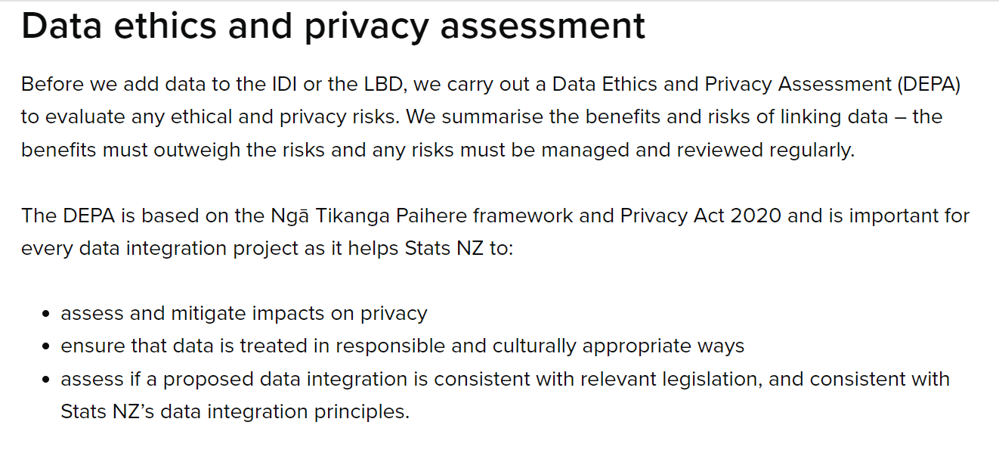 Data ethics and privacy assessment
Before we add data to the IDI or the LBD, we carry out a Data Ethics and Privacy Assessment (DEPA)
to evaluate any ethical and privacy risks. We summarise the benefits and risks of linking data – the
benefits must outweigh the risks and any risks must be managed and reviewed regularly.
The DEPA is based on the Ngā Tikanga Paihere framework and Privacy Act 2020 and is important for
every data integration project as it helps Stats NZ to:
• assess and mitigate impacts on privacy
• ensure that data is treated in responsible and culturally appropriate ways
• assess if a proposed data integration is consistent with relevant legislation, and consistent with
Stats NZ’s data integration principles.